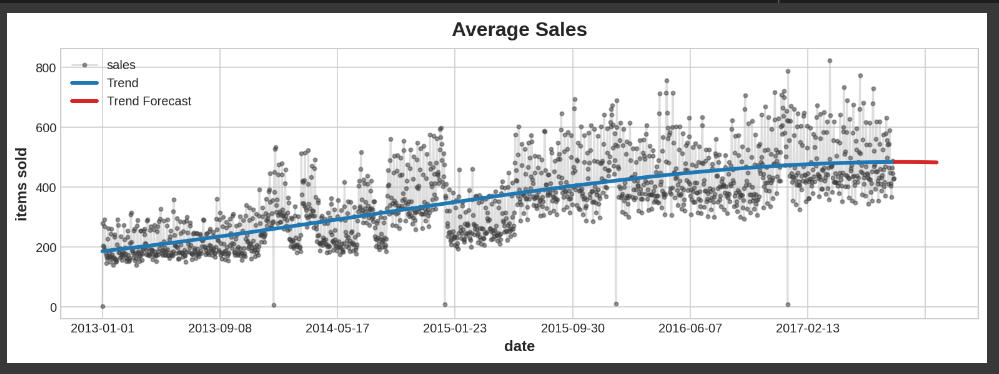 Average Sales
sales
Trend
Trend Forecast
800
600
400
200
0
items sold
2013-01-01 2013-09-08 2014-05-17 2015-01-23 2015-09-30 2016-06-07 2017-02-13
date